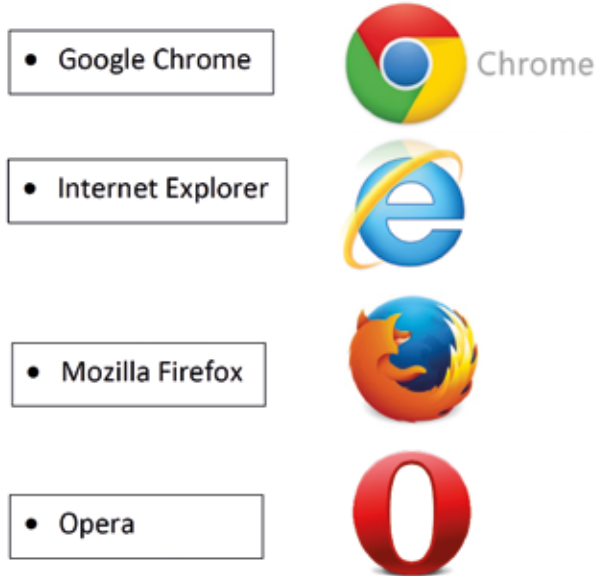 • Google Chrome
Chrome
• Internet Explorer
• Mozilla Firefox
• Opera